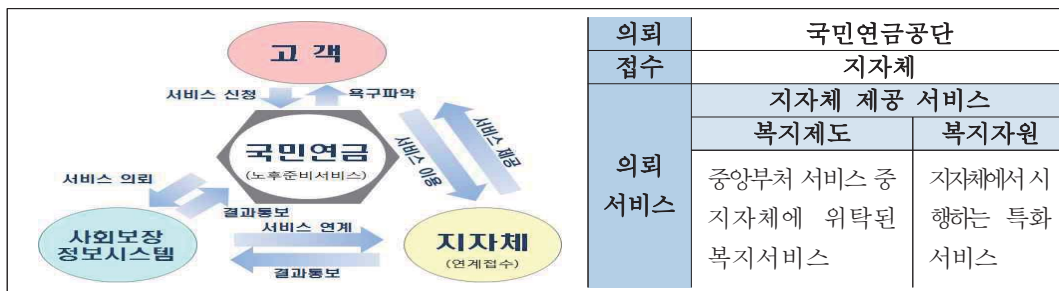 고 객
서비스 신청
욕구파악
국민연금
(노후준비서비스)
서비스 제공
서비스 이용
서비스 의뢰
결과통보
사회보장
정보시스템
서비스 연계
결과통보
지자체
(연계접수)
의뢰 국민연금공단
접수 지자체
의뢰
서비스
지자체 제공 서비스
복지제도 복지자원
중앙부처 서비스 중
지자체에 위탁된
복지서비스
지자체에서 시
행하는 특화
서비스